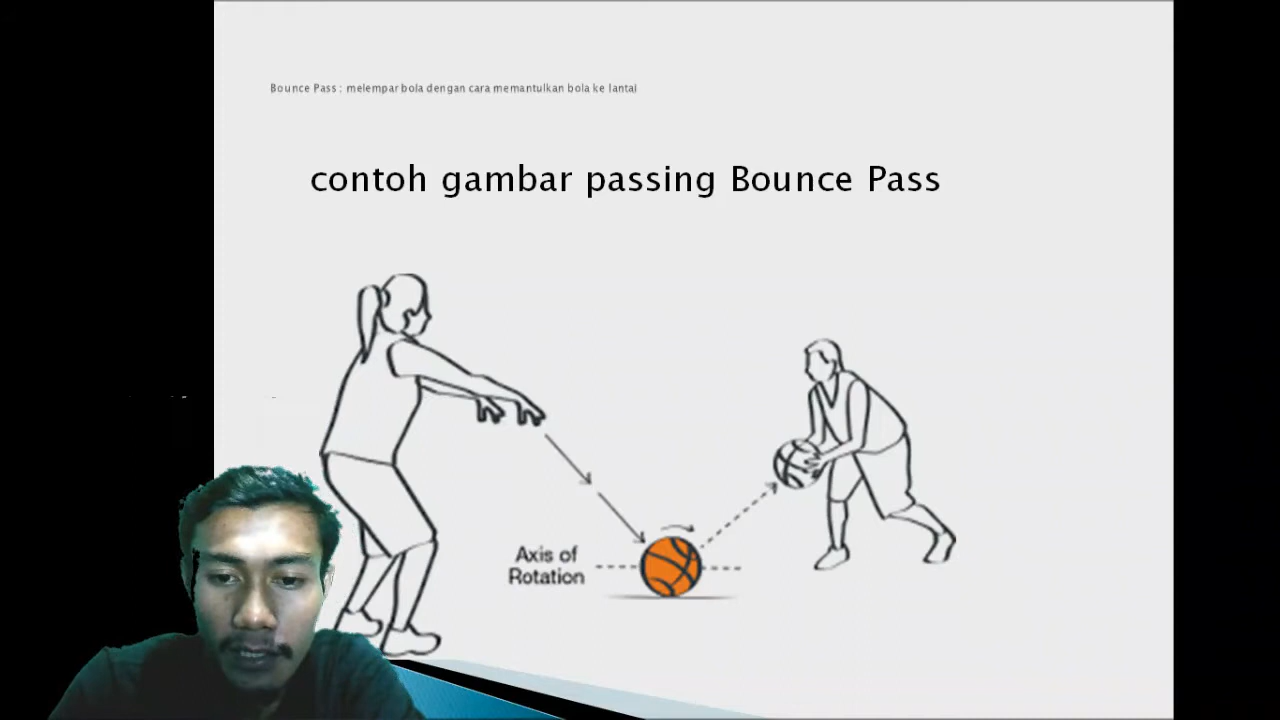 Bounce Pass : melempar bola dengan cara memantulkan bola ke lantai
contoh gambar passing Bounce Pass
Axis of
Rotation